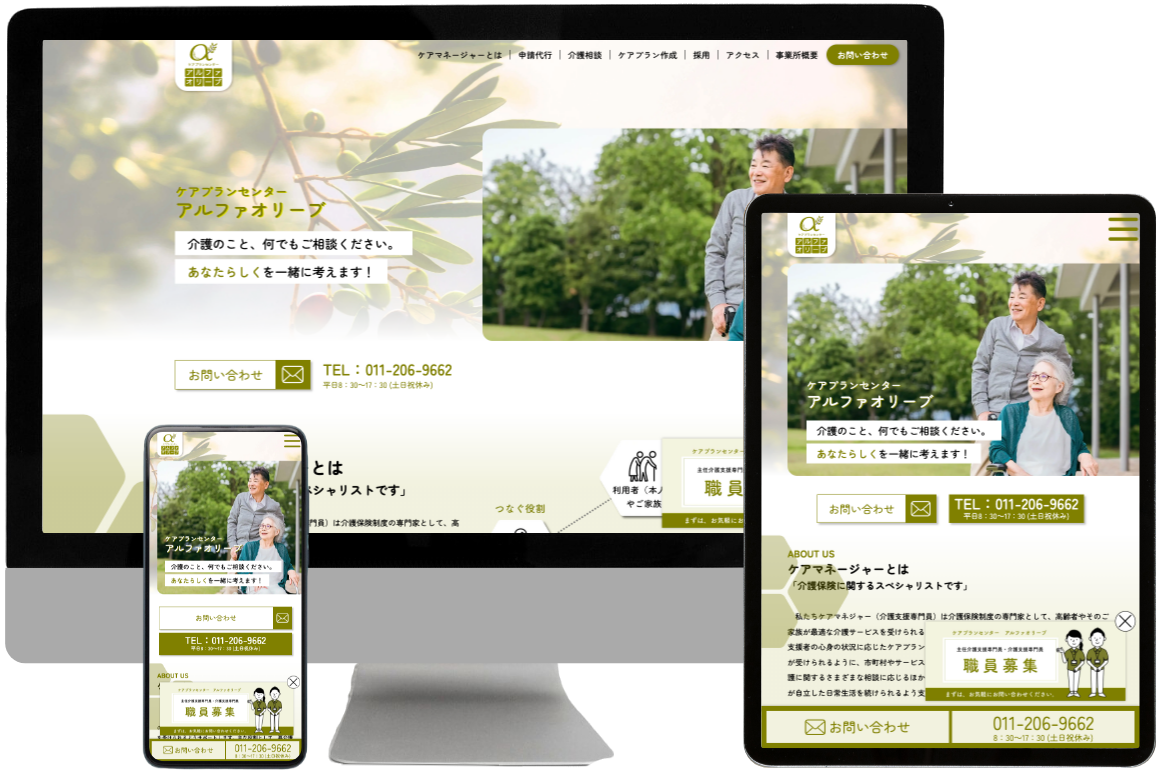 α
ケアプランセンター
アルファ
オリーブ
ケアマネージャーとは
申請代行
介護相談
ケアプラン作成
採用
アクセス
事業所概要
お問い合わせ
ケアプランセンター
アルファオリーブ
介護のこと、何でもご相談ください。
あなたらしくを一緒に考えます!
お問い合わせ
TEL:011-206-9662
平日8:30〜17:30 (土日祝休み)
とは
ペシャリストです」
門員)は介護保険制度の専門家として、高
つなぐ役割
利用者(本人
やご家族
ケアプランセンター
主任介護支援専門
職員
まずは、お気軽にお
α
ケアプランセンター
アルファ
オリーブ
ケアプランセンター
アルファオリーブ
介護のこと、何でもご相談ください。
あなたらしくを一緒に考えます!
お問い合わせ
TEL:011-206-9662
平日8:30〜17:30 (土日祝休み)
ABOUT US
ケアマネージャーとは
「介護保険に関するスペシャリストです」
私たちケアマネジャー(介護支援専門員)は介護保険制度の専門家として、高齢者やそのご
家族が最適な介護サービスを受けられる
支援者の心身の状況に応じたケアプラン
が受けられるように、市町村やサービス
護に関するさまざまな相談に応じるほか
が自立した日常生活を続けられるよう支
ケアプランセンター アルファオリーブ
主任介護支援専門員・介護支援専門員
職員募集
まずは、お気軽にお問い合わせください。
お問い合わせ
011-206-9662
8:30〜17:30 (土日祝休み)
α
アルファ
オリーブ
ケアプランセンター
アルファオリーブ
介護のこと、何でもご相談ください。
あなたらしくを一緒に考えます!
お問い合わせ
TEL:011-206-9662
平日8:30〜17:30 (土日祝休み)
ABOUT US
ケアプランセンター アルファオリーブ
主任介護支援専門員・介護支援専門員
職員募集
まずは、お気軽にお問い合わせください。
お問い合わせ
011-206-9662
8:30〜17:30 (土日祝休み)